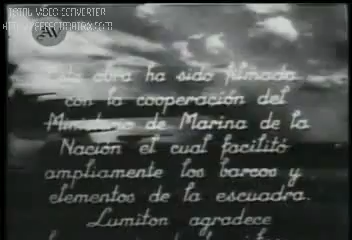 TOTAL VIDEO CONVERTER
Esta obra ha sido filmada
con la cooperación del
Ministerio de Marina de la
Nación el cual facilitó
ampliamente los barcos y
elementos de la escuadra.
Lumiton agradece